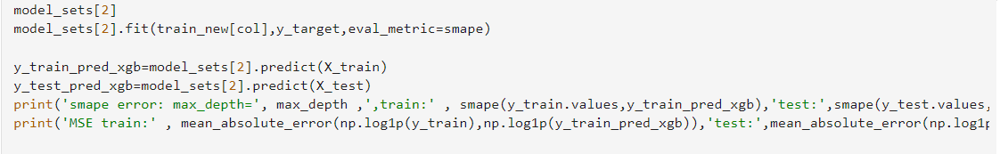 model_sets[2]
model_sets[2].fit(train_new[col],y_target,eval_metric=smape)
y_train_pred_xgb=model_sets[2].predict(X_train)
y_test_pred_xgb=model_sets[2].predict(X_test)
print('smape error: max_depth=', max_depth ,',train:' , smape(y_train.values,y_train_pred_xgb),'test:',smape(y_test.values,
print('MSE train:' , mean_absolute_error(np.log1p(y_train),np.log1p(y_train_pred_xgb)),'test:',mean_absolute_error(np.log1p